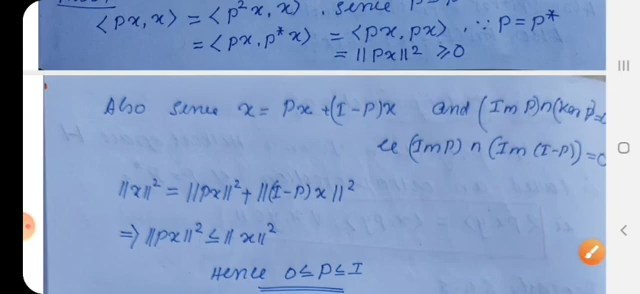 <Px, x> = <P²x, x> . since P =
= <Px, P*x> = <Px, Px> . ∵ P = P*
= ||Px||² ≥ 0
Also since x = Px + (I-P)x and (Im P) ∩ (Ker P) =
ie (Im P) ∩ (Im (I-P)) = 0
||x||² = ||Px||² + ||(I-P)x||²
⇒ ||Px||² ≤ ||x||²
Hence 0 ≤ P ≤ I